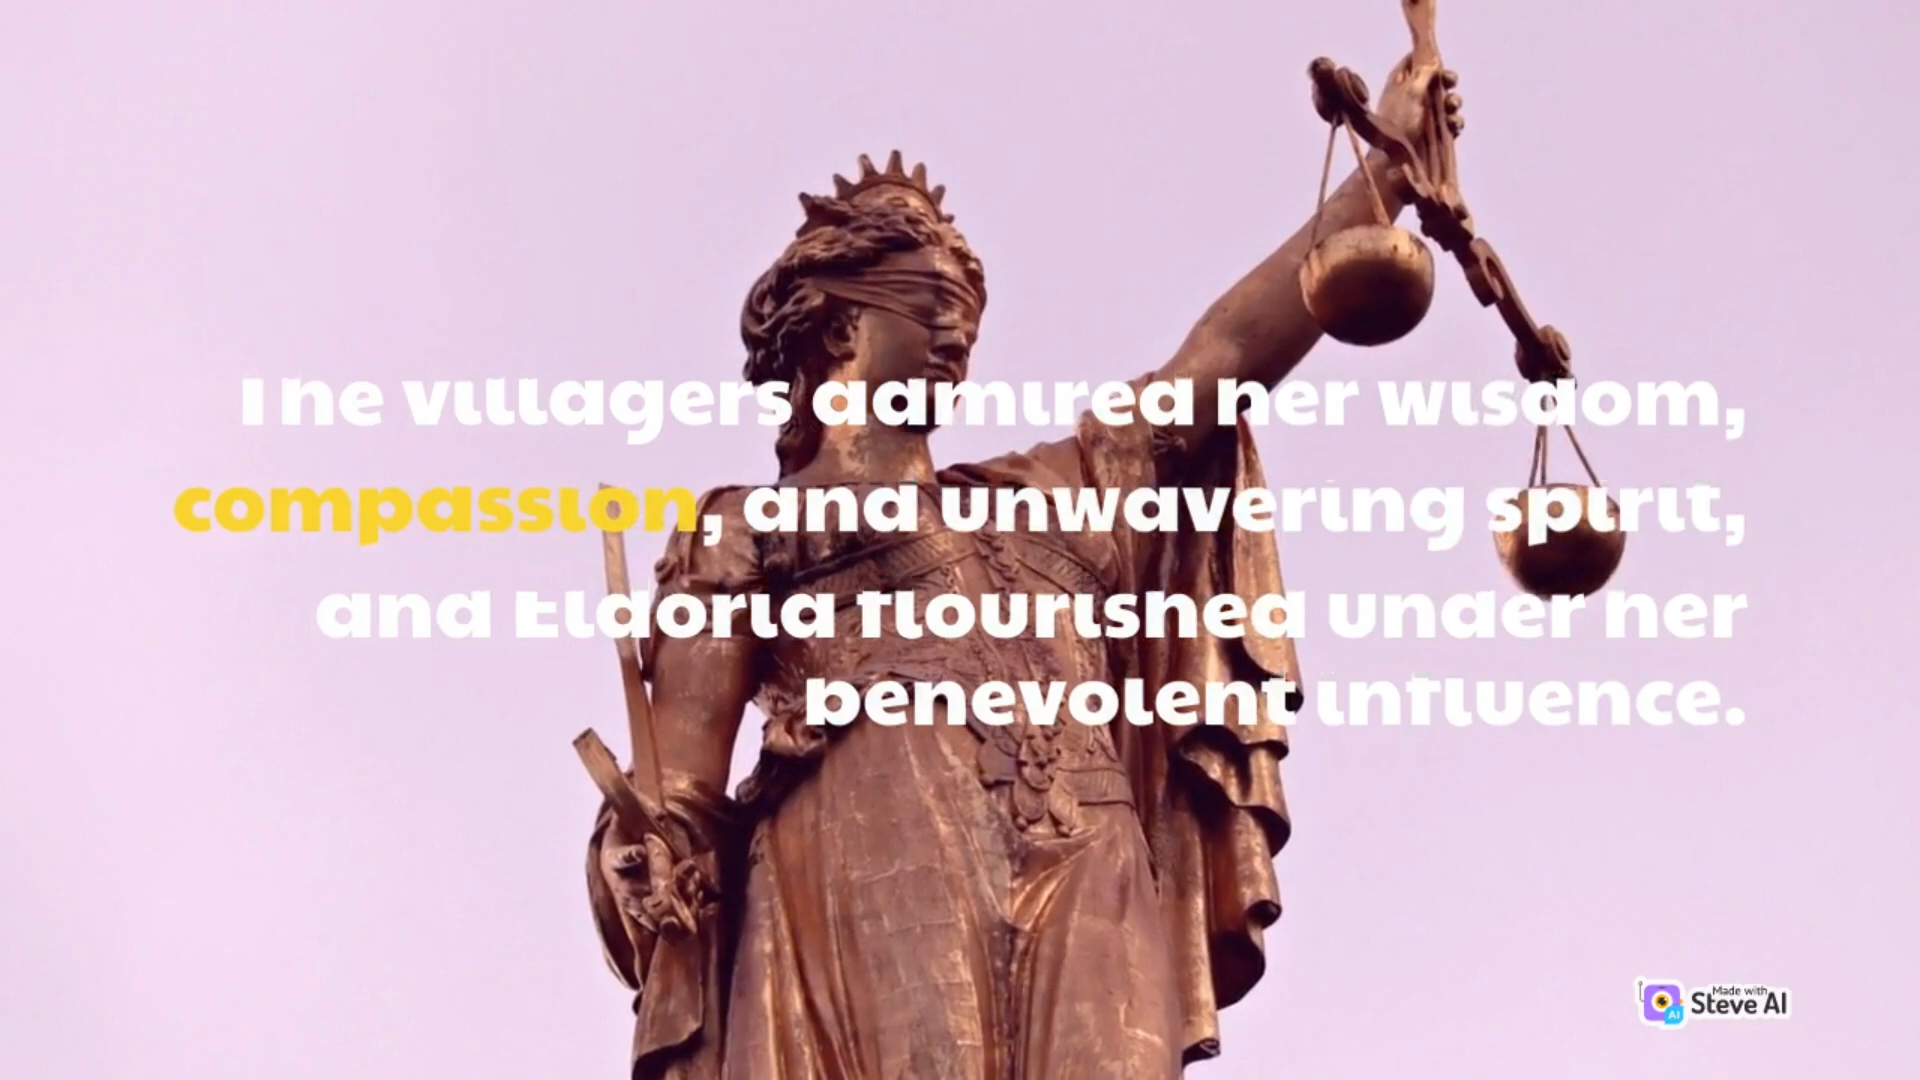 The villagers admired her wisdom,
compassion, and unwavering spirit,
and Eldoria flourished under her
benevolent influence.
Made with
Steve AI
AI